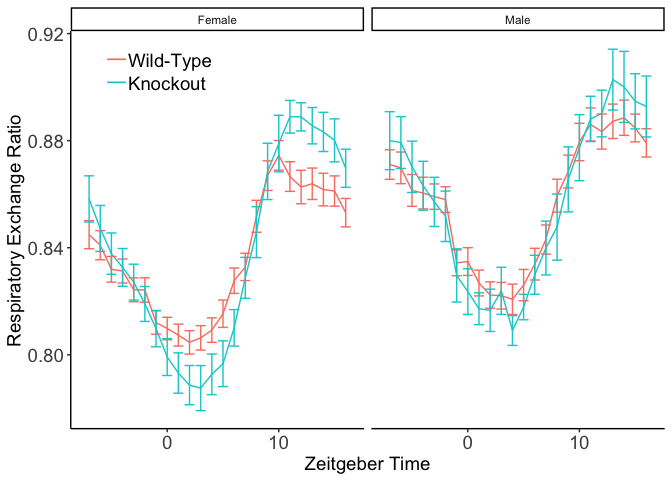 Female
Male
0.92
0.88
0.84
0.80
Respiratory Exchange Ratio
Wild-Type
Knockout
0
10
0
10
Zeitgeber Time